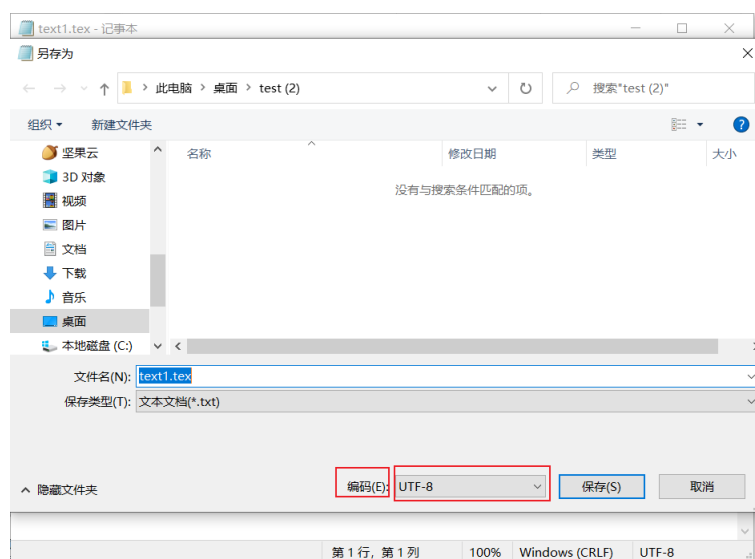 text1.tex - 记事本
另存为
此电脑 > 桌面 > test (2)
搜索"test (2)"
组织 新建文件夹
名称 修改日期 类型 大小
没有与搜索条件匹配的项。
坚果云
3D 对象
视频
图片
文档
下载
音乐
桌面
本地磁盘 (C:)
文件名(N): text1.tex
保存类型(T): 文本文档(*.txt)
隐藏文件夹 编码(E): UTF-8 保存(S) 取消
第 1 行，第 1 列 100% Windows (CRLF) UTF-8